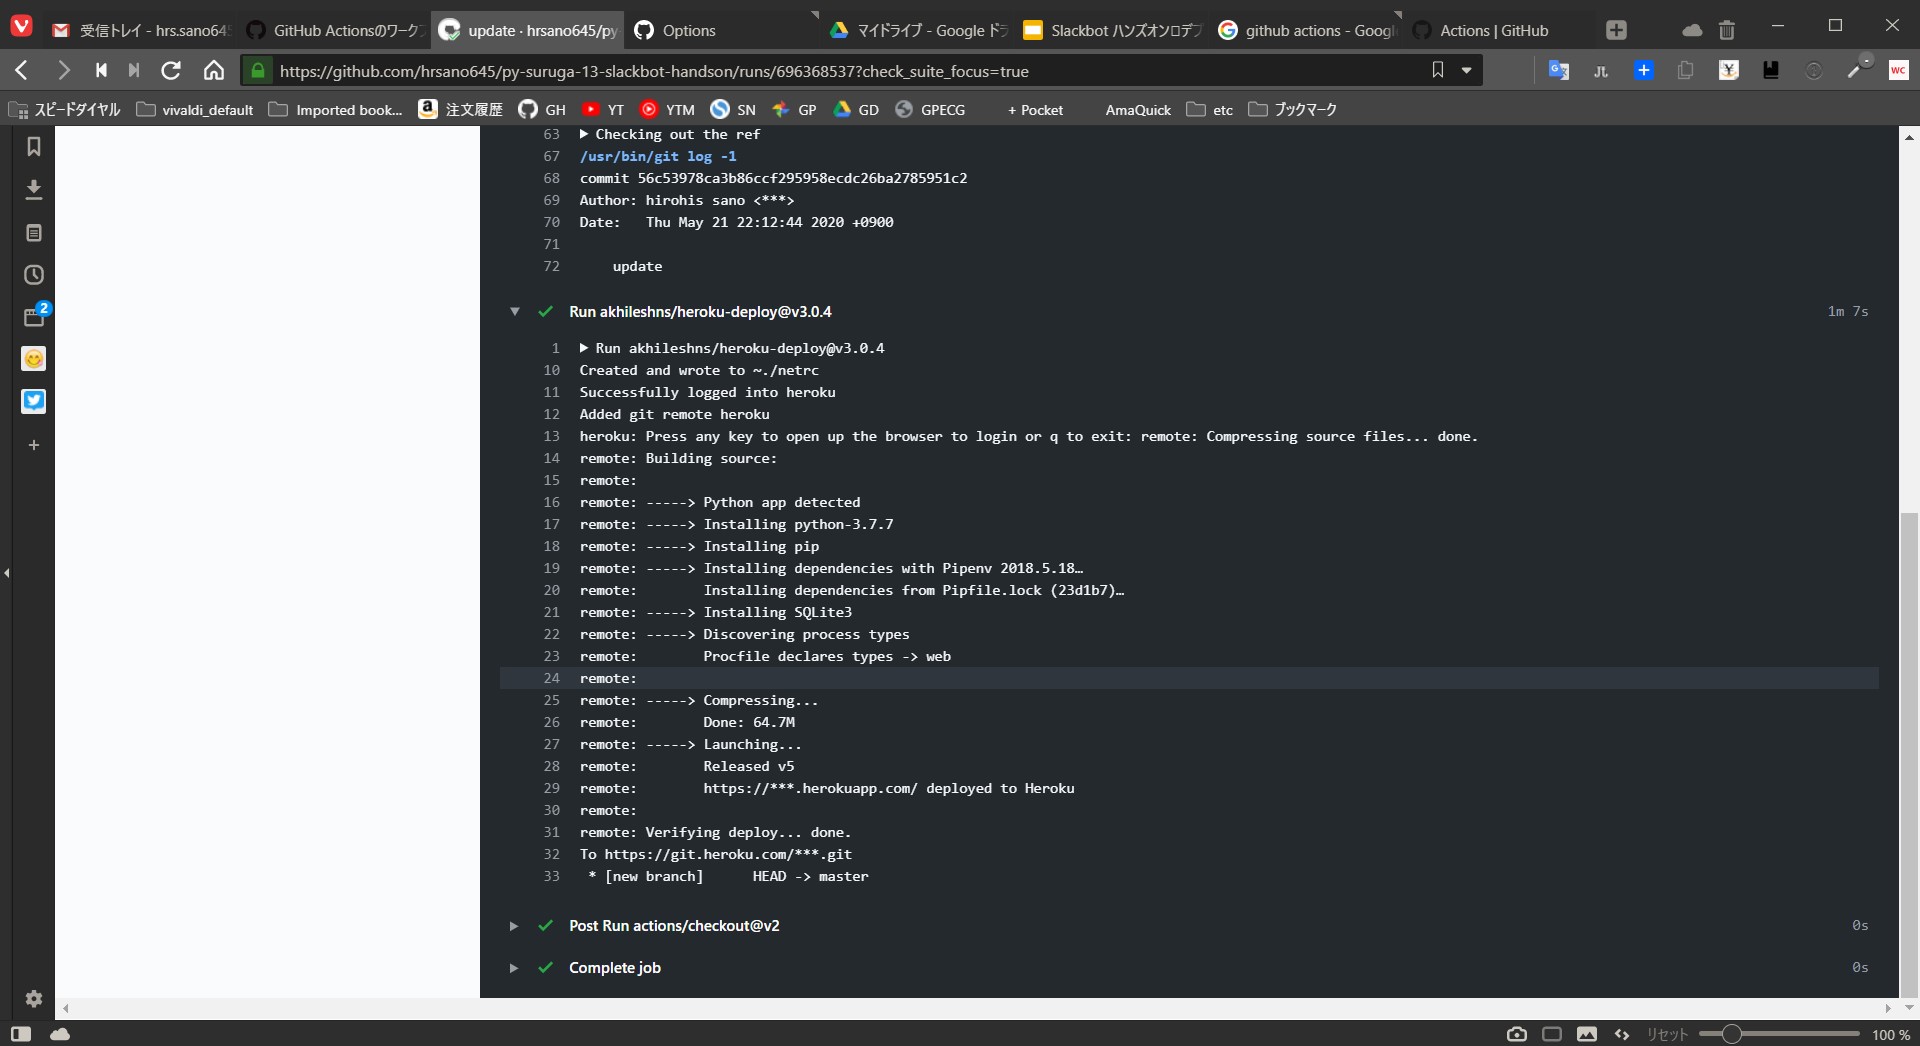 受信トレイ - hrs.sano645
GitHub Actionsのワーク
update · hrsano645/py
Options
マイドライブ - Google ドラ
Slackbot ハンズオンロデブ
github actions - Googl
Actions | GitHub
https://github.com/hrsano645/py-suruga-13-slackbot-handson/runs/696368537?check_suite_focus=true
スピードダイヤル
vivaldi_default
Imported book...
注文履歴
GH
YT
YTM
SN
GP
GD
GPECG
+ Pocket
AmaQuick
etc
ブックマーク
63 ▶ Checking out the ref
67 /usr/bin/git log -1
68 commit 56c53978ca3b86ccf295958ecdc26ba2785951c2
69 Author: hirohis sano <***>
70 Date:   Thu May 21 22:12:44 2020 +0900
71
72     update
Run akhileshns/heroku-deploy@v3.0.4 1m 7s
1 ▶ Run akhileshns/heroku-deploy@v3.0.4
10 Created and wrote to ~./netrc
11 Successfully logged into heroku
12 Added git remote heroku
13 heroku: Press any key to open up the browser to login or q to exit: remote: Compressing source files... done.
14 remote: Building source:
15 remote:
16 remote: -----> Python app detected
17 remote: -----> Installing python-3.7.7
18 remote: -----> Installing pip
19 remote: -----> Installing dependencies with Pipenv 2018.5.18…
20 remote:        Installing dependencies from Pipfile.lock (23d1b7)…
21 remote: -----> Installing SQLite3
22 remote: -----> Discovering process types
23 remote:        Procfile declares types -> web
24 remote:
25 remote: -----> Compressing...
26 remote:        Done: 64.7M
27 remote: -----> Launching...
28 remote:        Released v5
29 remote:        https://***.herokuapp.com/ deployed to Heroku
30 remote:
31 remote: Verifying deploy... done.
32 To https://git.heroku.com/***.git
33  * [new branch]      HEAD -> master
Post Run actions/checkout@v2 0s
Complete job 0s
2
WC
リセット
100 %